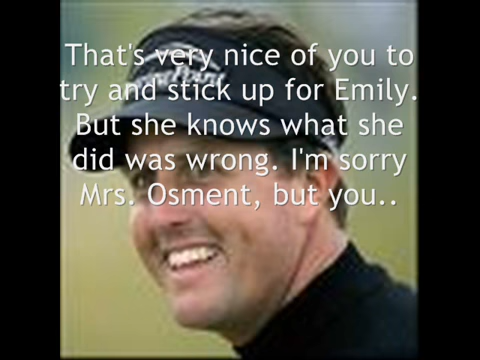 That's very nice of you to
try and stick up for Emily.
But she knows what she
did was wrong. I'm sorry
Mrs. Osment, but you..